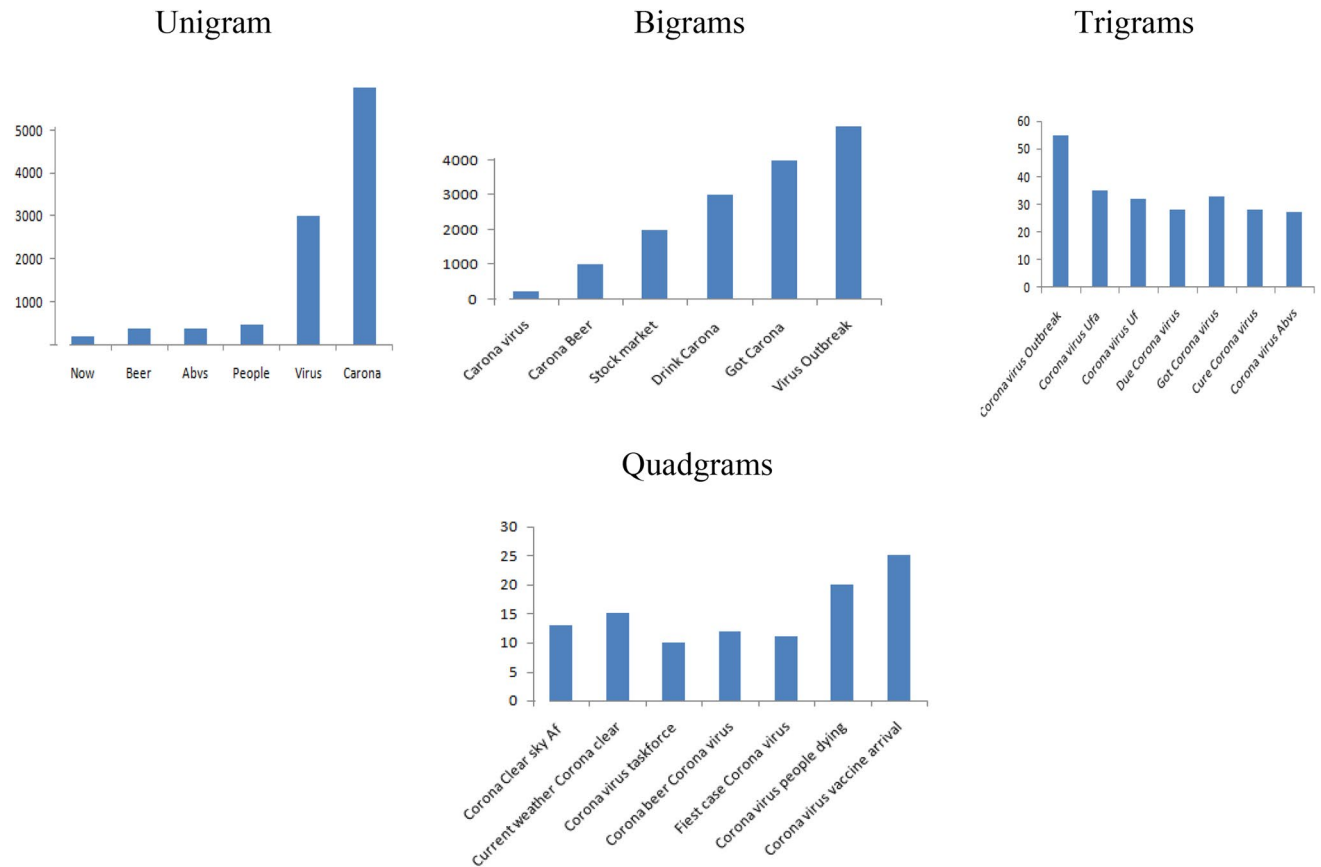 Unigram
5000
4000
3000
2000
1000
Now Beer Abvs People Virus Carona
Bigrams
4000
3000
2000
1000
0
Carona virus
Carona Beer
Stock market
Drink Carona
Got Carona
Virus Outbreak
Trigrams
60
50
40
30
20
10
0
Corona virus Outbreak
Corona virus Ufa
Corona virus Uf
Due Corona virus
Got Corona virus
Cure Corona virus
Corona virus Abvs
Quadgrams
30
25
20
15
10
5
0
Corona Clear sky Af
Current weather Corona clear
Corona virus taskforce
Corona beer Corona virus
Fiest case Corona virus
Corona virus people dying
Corona virus vaccine arrival